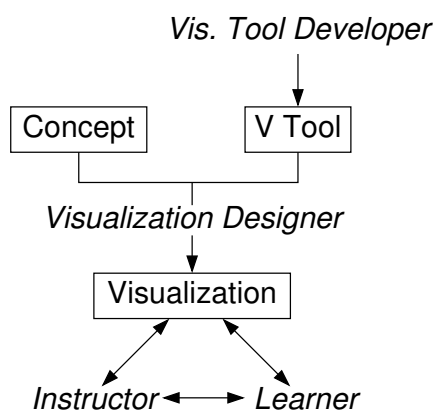 Vis. Tool Developer
Concept
V Tool
Visualization Designer
Visualization
Instructor
Learner